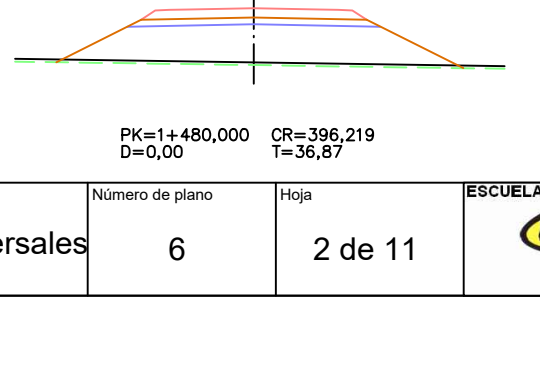 PK=1+480,000 CR=396,219
D=0,00 T=36,87
ersales
Número de plano
6
Hoja
2 de 11
ESCUELA